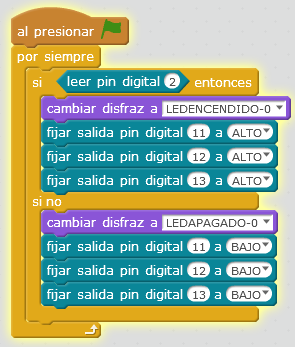 al presionar
por siempre
si leer pin digital 2 entonces
cambiar disfraz a LEDENCENDIDO-0
fijar salida pin digital 11 a ALTO
fijar salida pin digital 12 a ALTO
fijar salida pin digital 13 a ALTO
si no
cambiar disfraz a LEDAPAGADO-0
fijar salida pin digital 11 a BAJO
fijar salida pin digital 12 a BAJO
fijar salida pin digital 13 a BAJO